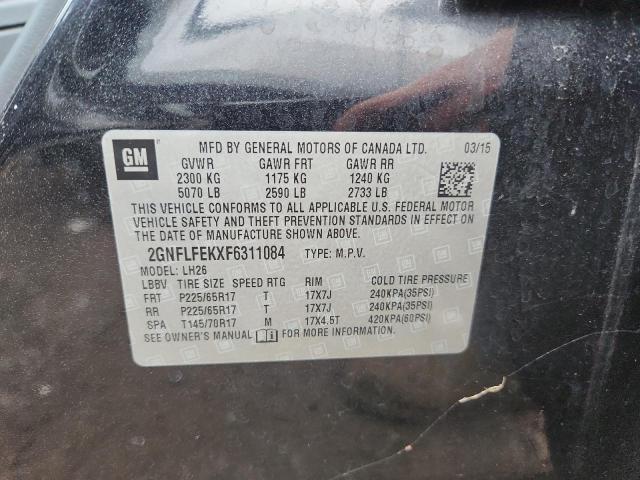 GM
MFD BY GENERAL MOTORS OF CANADA LTD. 03/15
GVWR GAWR FRT GAWR RR
2300 KG 1175 KG 1240 KG
5070 LB 2590 LB 2733 LB
THIS VEHICLE CONFORMS TO ALL APPLICABLE U.S. FEDERAL MOTOR
VEHICLE SAFETY AND THEFT PREVENTION STANDARDS IN EFFECT ON
THE DATE OF MANUFACTURE SHOWN ABOVE.
2GNFLFEKXF6311084 TYPE: M.P.V.
MODEL: LH26
LBBV TIRE SIZE SPEED RTG RIM COLD TIRE PRESSURE
FRT P225/65R17 T 17X7J 240KPA(35PSI)
RR P225/65R17 T 17X7J 240KPA(35PSI)
SPA T145/70R17 M 17X4.5T 420KPA(60PSI)
SEE OWNER'S MANUAL FOR MORE INFORMATION.